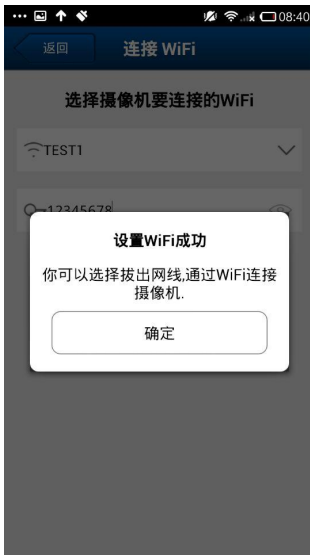 08:40
返回
连接 WiFi
选择摄像机要连接的WiFi
TEST1
12345678
设置WiFi成功
你可以选择拔出网线,通过WiFi连接
摄像机.
确定